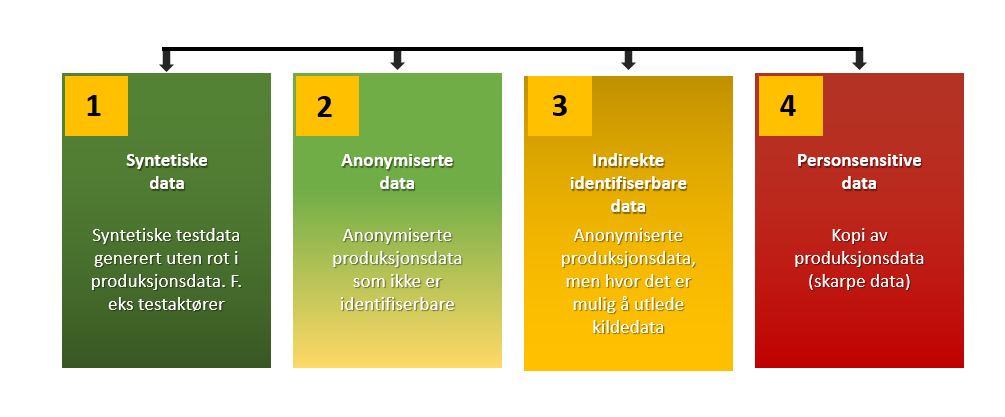 1
Syntetiske
data
Syntetiske testdata
generert uten rot i
produksjonsdata. F.
eks testaktører
2
Anonymiserte
data
Anonymiserte
produksjonsdata
som ikke er
identifiserbare
3
Indirekte
identifiserbare
data
Anonymiserte
produksjonsdata,
men hvor det er
mulig å utlede
kildedata
4
Personsensitive
data
Kopi av
produksjonsdata
(skarpe data)